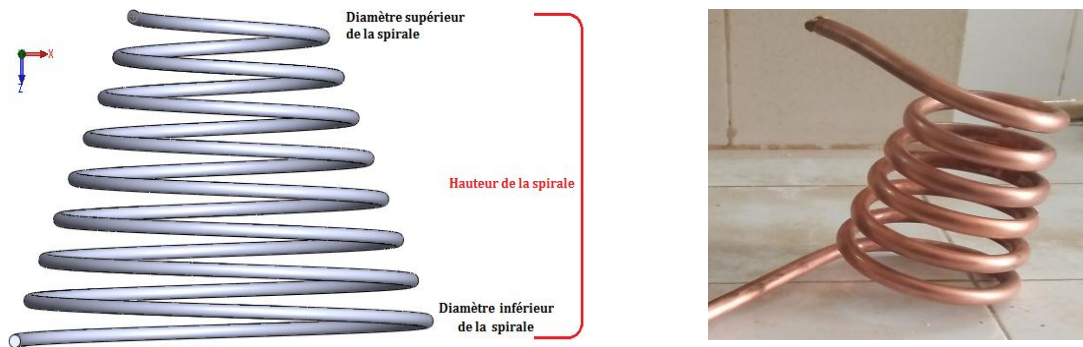 Diamètre supérieur
de la spirale
X
Z
Hauteur de la spirale
Diamètre inférieur
de la spirale